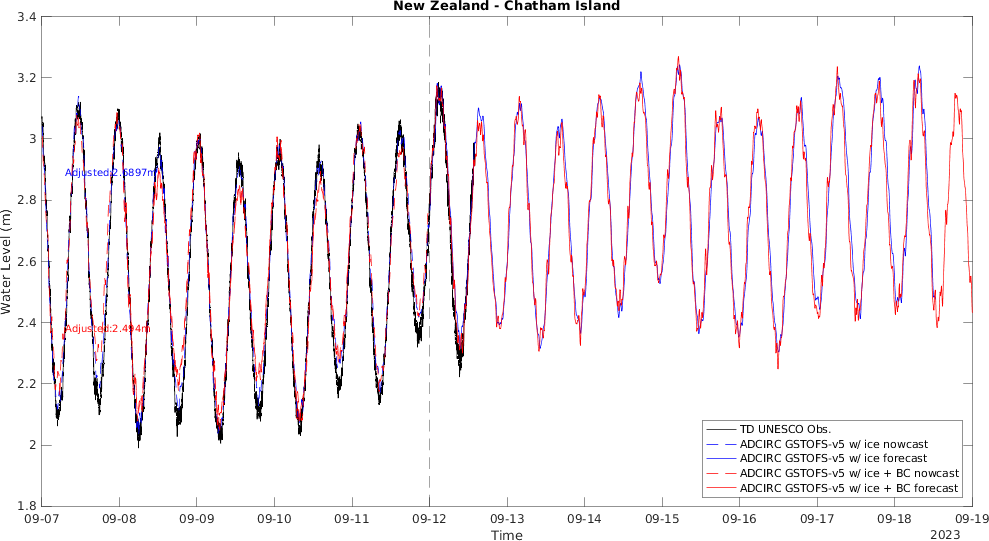 New Zealand - Chatham Island
3.4
3.2
3
2.8
2.6
2.4
2.2
2
1.8
Water Level (m)
Adjusted:2.6897m
Adjusted:2.494m
TD UNESCO Obs.
ADCIRC GSTOFS-v5 w/ ice nowcast
ADCIRC GSTOFS-v5 w/ ice forecast
ADCIRC GSTOFS-v5 w/ ice + BC nowcast
ADCIRC GSTOFS-v5 w/ ice + BC forecast
09-07 09-08 09-09 09-10 09-11 09-12 09-13 09-14 09-15 09-16 09-17 09-18 09-19
Time
2023